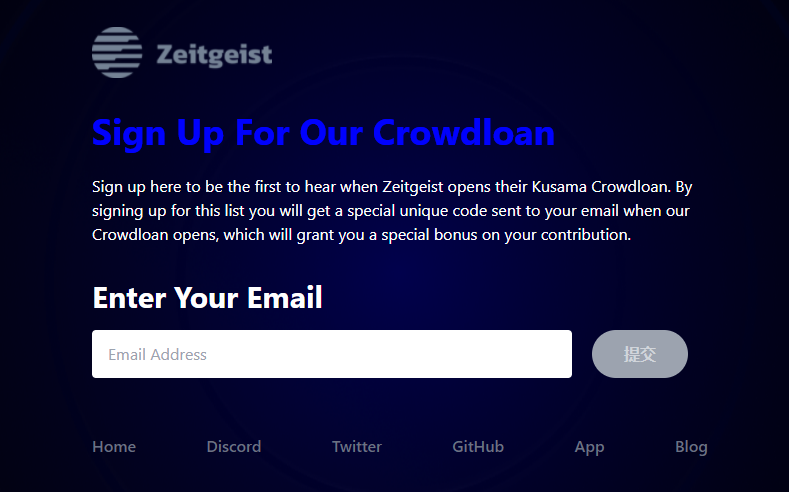 Zeitgeist
Sign Up For Our Crowdloan
Sign up here to be the first to hear when Zeitgeist opens their Kusama Crowdloan. By
signing up for this list you will get a special unique code sent to your email when our
Crowdloan opens, which will grant you a special bonus on your contribution.
Enter Your Email
Email Address 提交
Home Discord Twitter GitHub App Blog